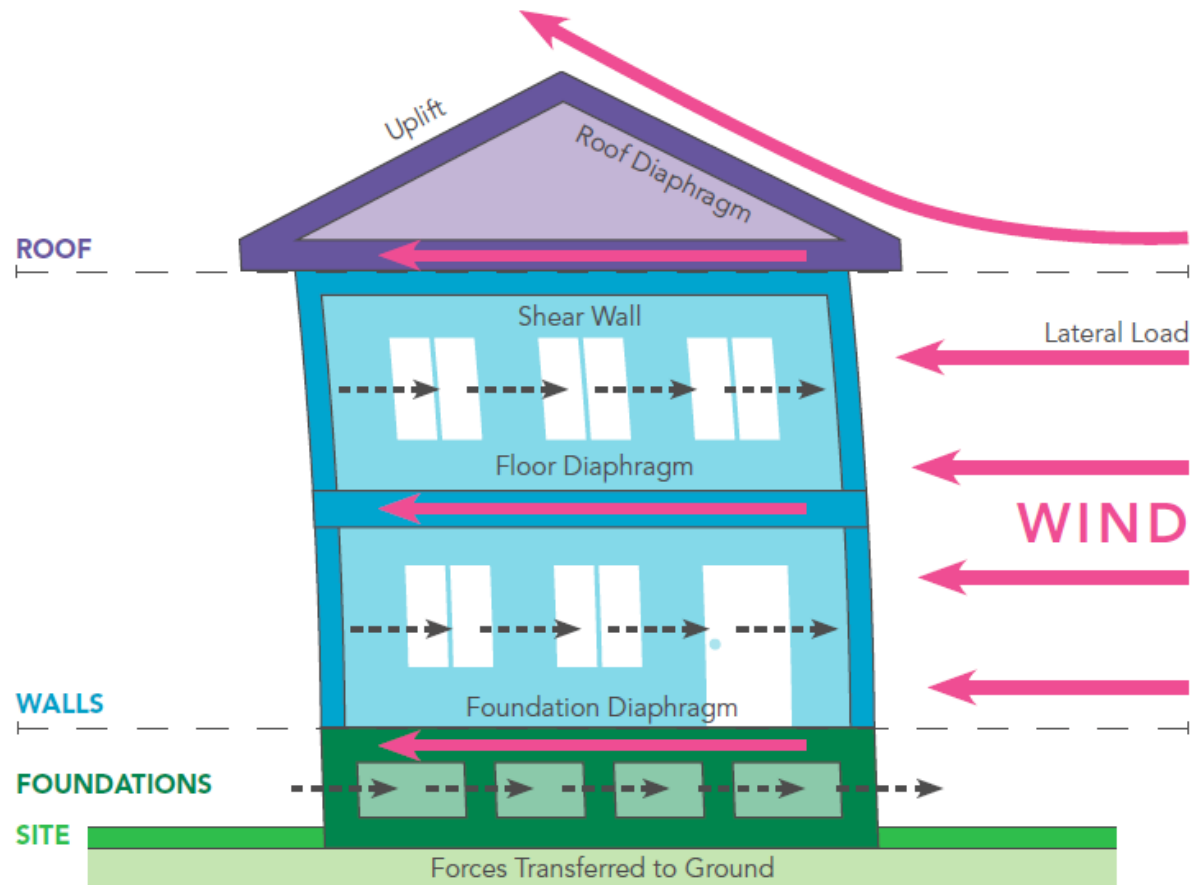 Uplift
Roof Diaphragm
ROOF
Shear Wall
Lateral Load
Floor Diaphragm
WIND
WALLS
Foundation Diaphragm
FOUNDATIONS
SITE
Forces Transferred to Ground